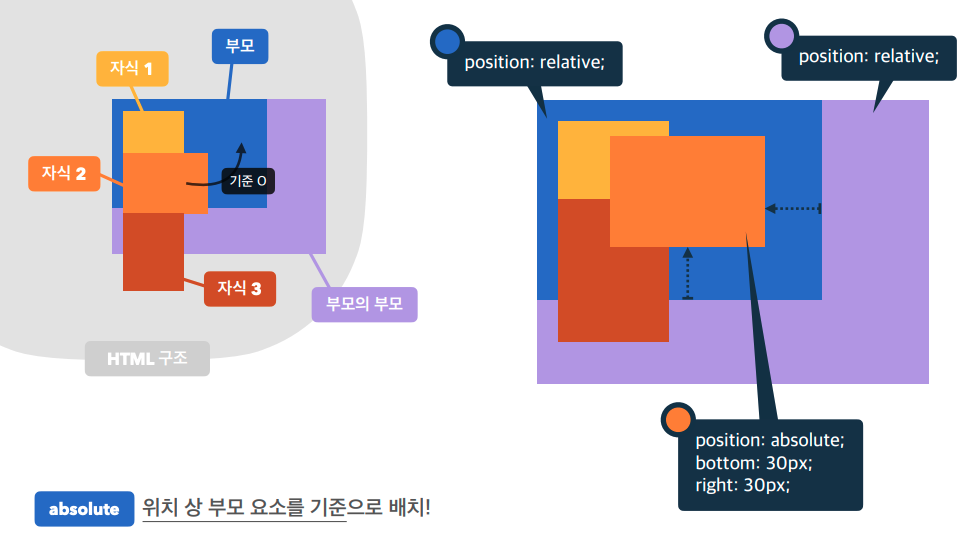 부모
자식 1
자식 2
기준 O
자식 3
부모의 부모
HTML 구조
position: relative;
position: relative;
position: absolute;
bottom: 30px;
right: 30px;
absolute 위치 상 부모 요소를 기준으로 배치!